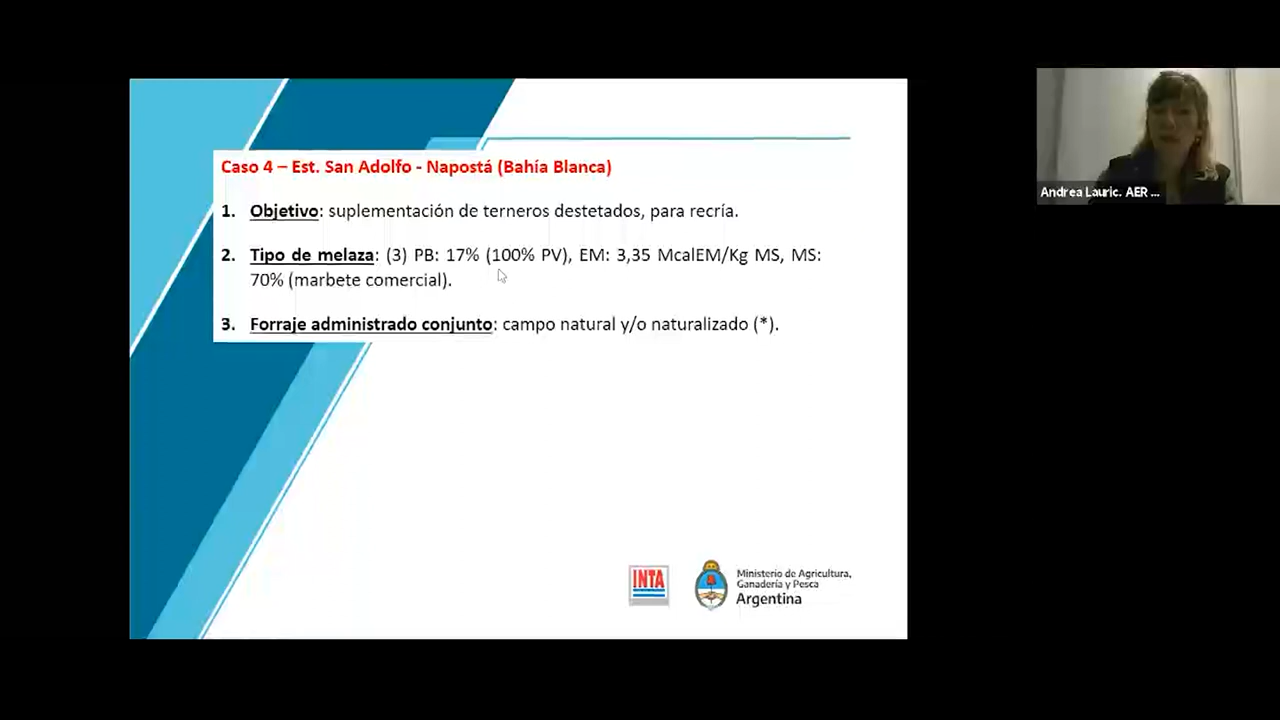 Caso 4 – Est. San Adolfo - Napostá (Bahía Blanca)
1. Objetivo: suplementación de terneros destetados, para recría.
2. Tipo de melaza: (3) PB: 17% (100% PV), EM: 3,35 McalEM/Kg MS, MS:
70% (marbete comercial).
3. Forraje administrado conjunto: campo natural y/o naturalizado (*).
INTA
Ministerio de Agricultura,
Ganadería y Pesca
Argentina
Andrea Lauric. AER ...